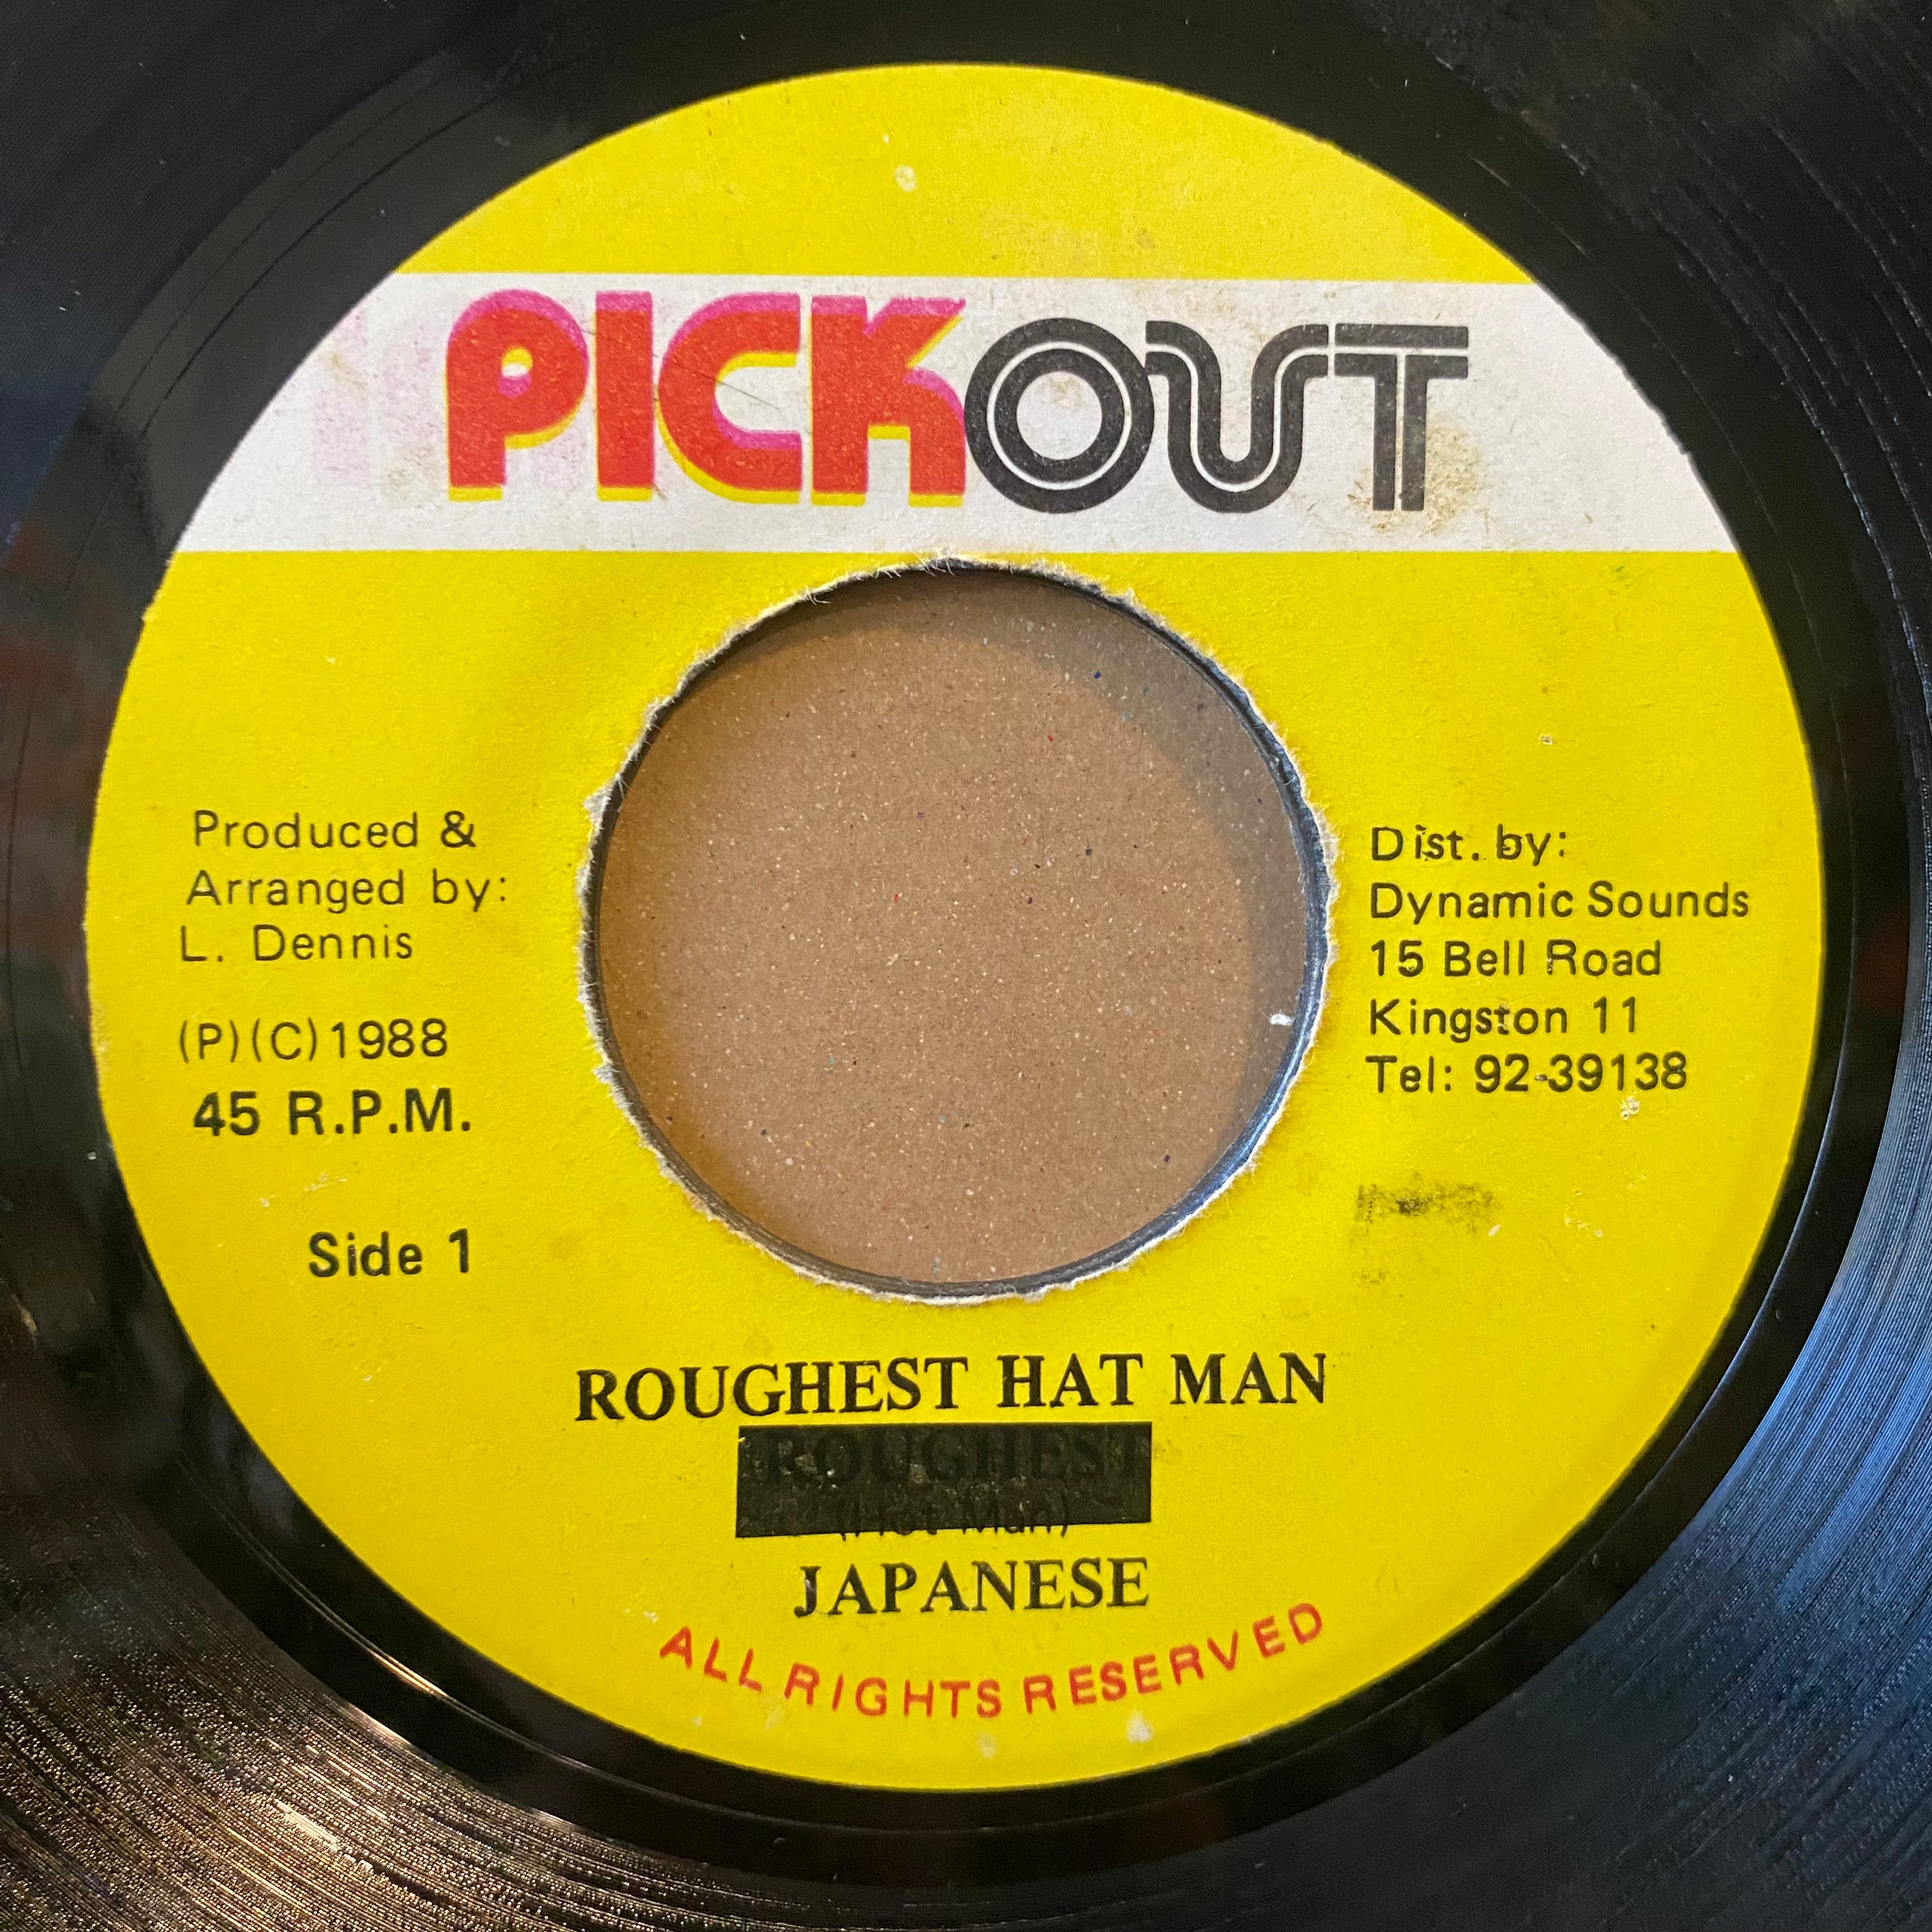 PICKOUT
Produced &
Arranged by:
L. Dennis
(P)(C)1988
45 R.P.M.
Side 1
Dist. by:
Dynamic Sounds
15 Bell Road
Kingston 11
Tel: 92-39138
ROUGHEST HAT MAN
ROUGHEST
JAPANESE
ALL RIGHTS RESERVED